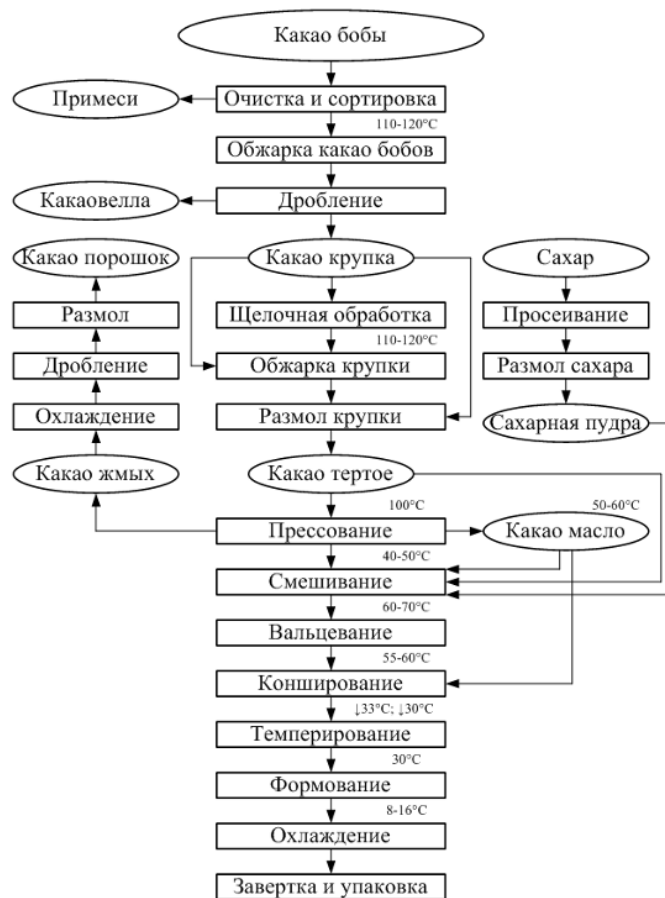 Какао бобы
Примеси
Очистка и сортировка
110-120°C
Обжарка какао бобов
Какаовелла
Дробление
Какао порошок
Какао крупка
Сахар
Размол
Щелочная обработка
Просеивание
110-120°C
Дробление
Обжарка крупки
Размол сахара
Охлаждение
Размол крупки
Сахарная пудра
Какао жмых
Какао тертое
100°C
50-60°C
Прессование
Какао масло
40-50°C
Смешивание
60-70°C
Вальцевание
55-60°C
Конширование
↓33°C; ↓30°C
Темперирование
30°C
Формование
8-16°C
Охлаждение
Завертка и упаковка